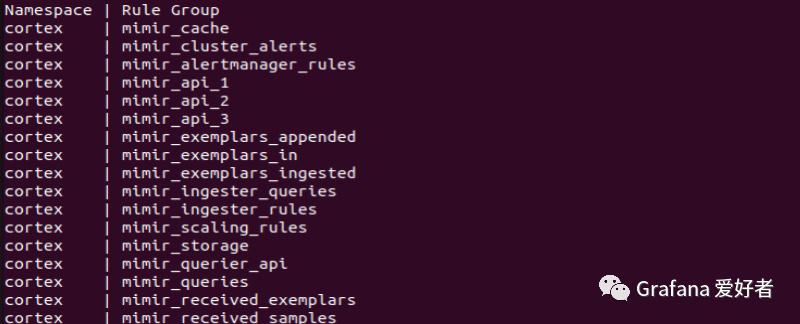 Namespace | Rule Group
cortex    | mimir_cache
cortex    | mimir_cluster_alerts
cortex    | mimir_alertmanager_rules
cortex    | mimir_api_1
cortex    | mimir_api_2
cortex    | mimir_api_3
cortex    | mimir_exemplars_appended
cortex    | mimir_exemplars_in
cortex    | mimir_exemplars_ingested
cortex    | mimir_ingester_queries
cortex    | mimir_ingester_rules
cortex    | mimir_scaling_rules
cortex    | mimir_storage
cortex    | mimir_querier_api
cortex    | mimir_queries
cortex    | mimir_received_exemplars
cortex    | mimir_received_samples
Grafana 爱好者